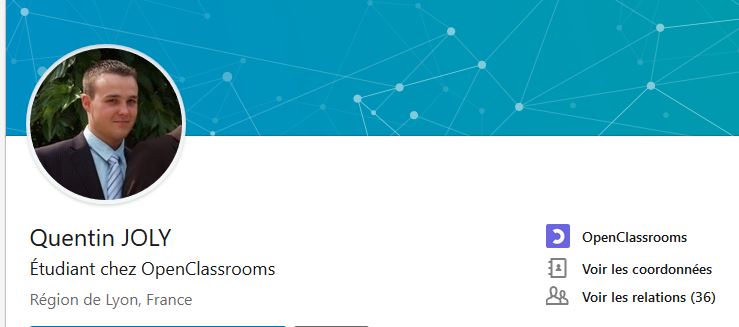 Quentin JOLY
Étudiant chez OpenClassrooms
Région de Lyon, France
OpenClassrooms
Voir les coordonnées
Voir les relations (36)